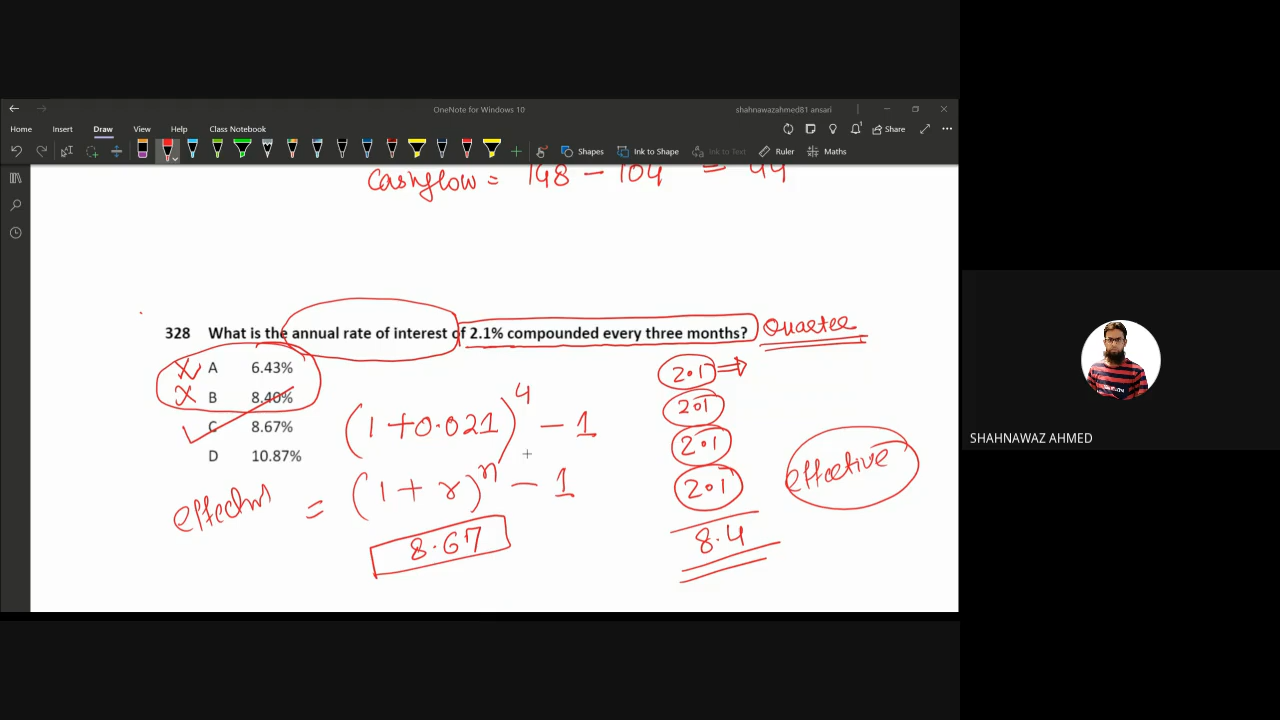 OneNote for Windows 10
shahnawazahmed81 ansari
Home Insert Draw View Help Class Notebook
Share
Shapes Ink to Shape Ink to Text Ruler Maths
Cashflow = 148 - 104 = 44
328 What is the annual rate of interest of 2.1% compounded every three months? Quarter
X A 6.43%
X B 8.40%
C 8.67%
D 10.87%
(1+0.021)^4 - 1
effective = (1 + r)^n - 1
8.67
2.1 ⇒
2.1
2.1
2.1
8.4
effective
SHAHNAWAZ AHMED